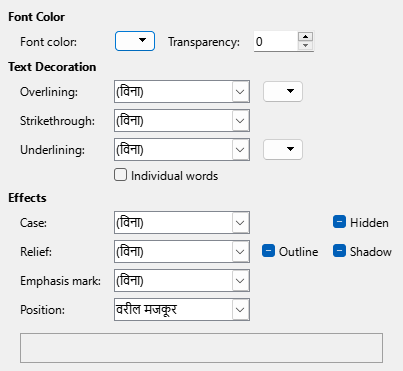 Font Color
Font color: Transparency: 0
Text Decoration
Overlining: (विना)
Strikethrough: (विना)
Underlining: (विना)
Individual words
Effects
Case: (विना) Hidden
Relief: (विना) Outline Shadow
Emphasis mark: (विना)
Position: वरील मजकूर